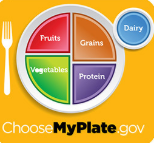 Fruits
Grains
Dairy
Vegetables
Protein
ChooseMyPlate.gov